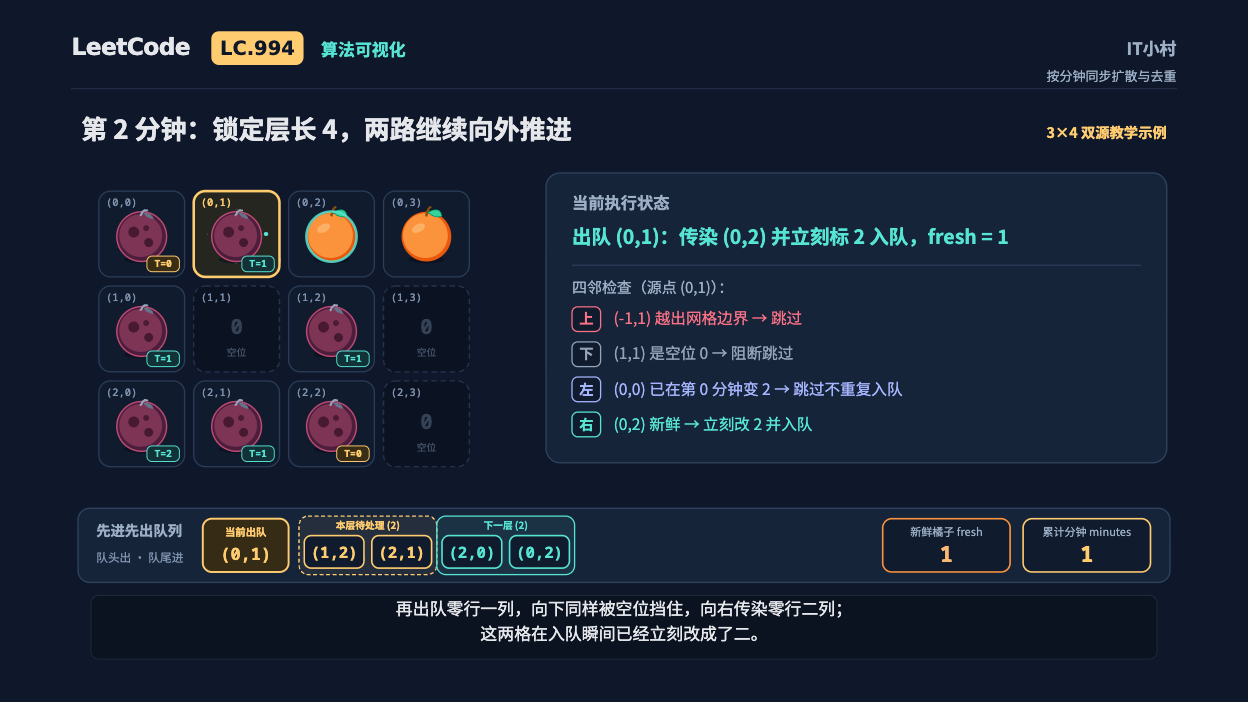 LeetCode LC.994 算法可视化
IT小村
按分钟同步扩散与去重
第 2 分钟：锁定层长 4，两路继续向外推进
3×4 双源教学示例
(0,0) (0,1) (0,2) (0,3)
T=0 T=1
(1,0) (1,1) (1,2) (1,3)
0 0
空位 空位
T=1 T=1
(2,0) (2,1) (2,2) (2,3)
0
空位
T=2 T=1 T=0
当前执行状态
出队 (0,1)：传染 (0,2) 并立刻标 2 入队，fresh = 1
四邻检查（源点 (0,1)）：
上 (-1,1) 越出网格边界 → 跳过
下 (1,1) 是空位 0 → 阻断跳过
左 (0,0) 已在第 0 分钟变 2 → 跳过不重复入队
右 (0,2) 新鲜 → 立刻改 2 并入队
先进先出队列
队头出 · 队尾进
当前出队
(0,1)
本层待处理 (2)
(1,2) (2,1)
下一层 (2)
(2,0) (0,2)
新鲜橘子 fresh
1
累计分钟 minutes
1
再出队零行一列，向下同样被空位挡住，向右传染零行二列；
这两格在入队瞬间已经立刻改成了二。